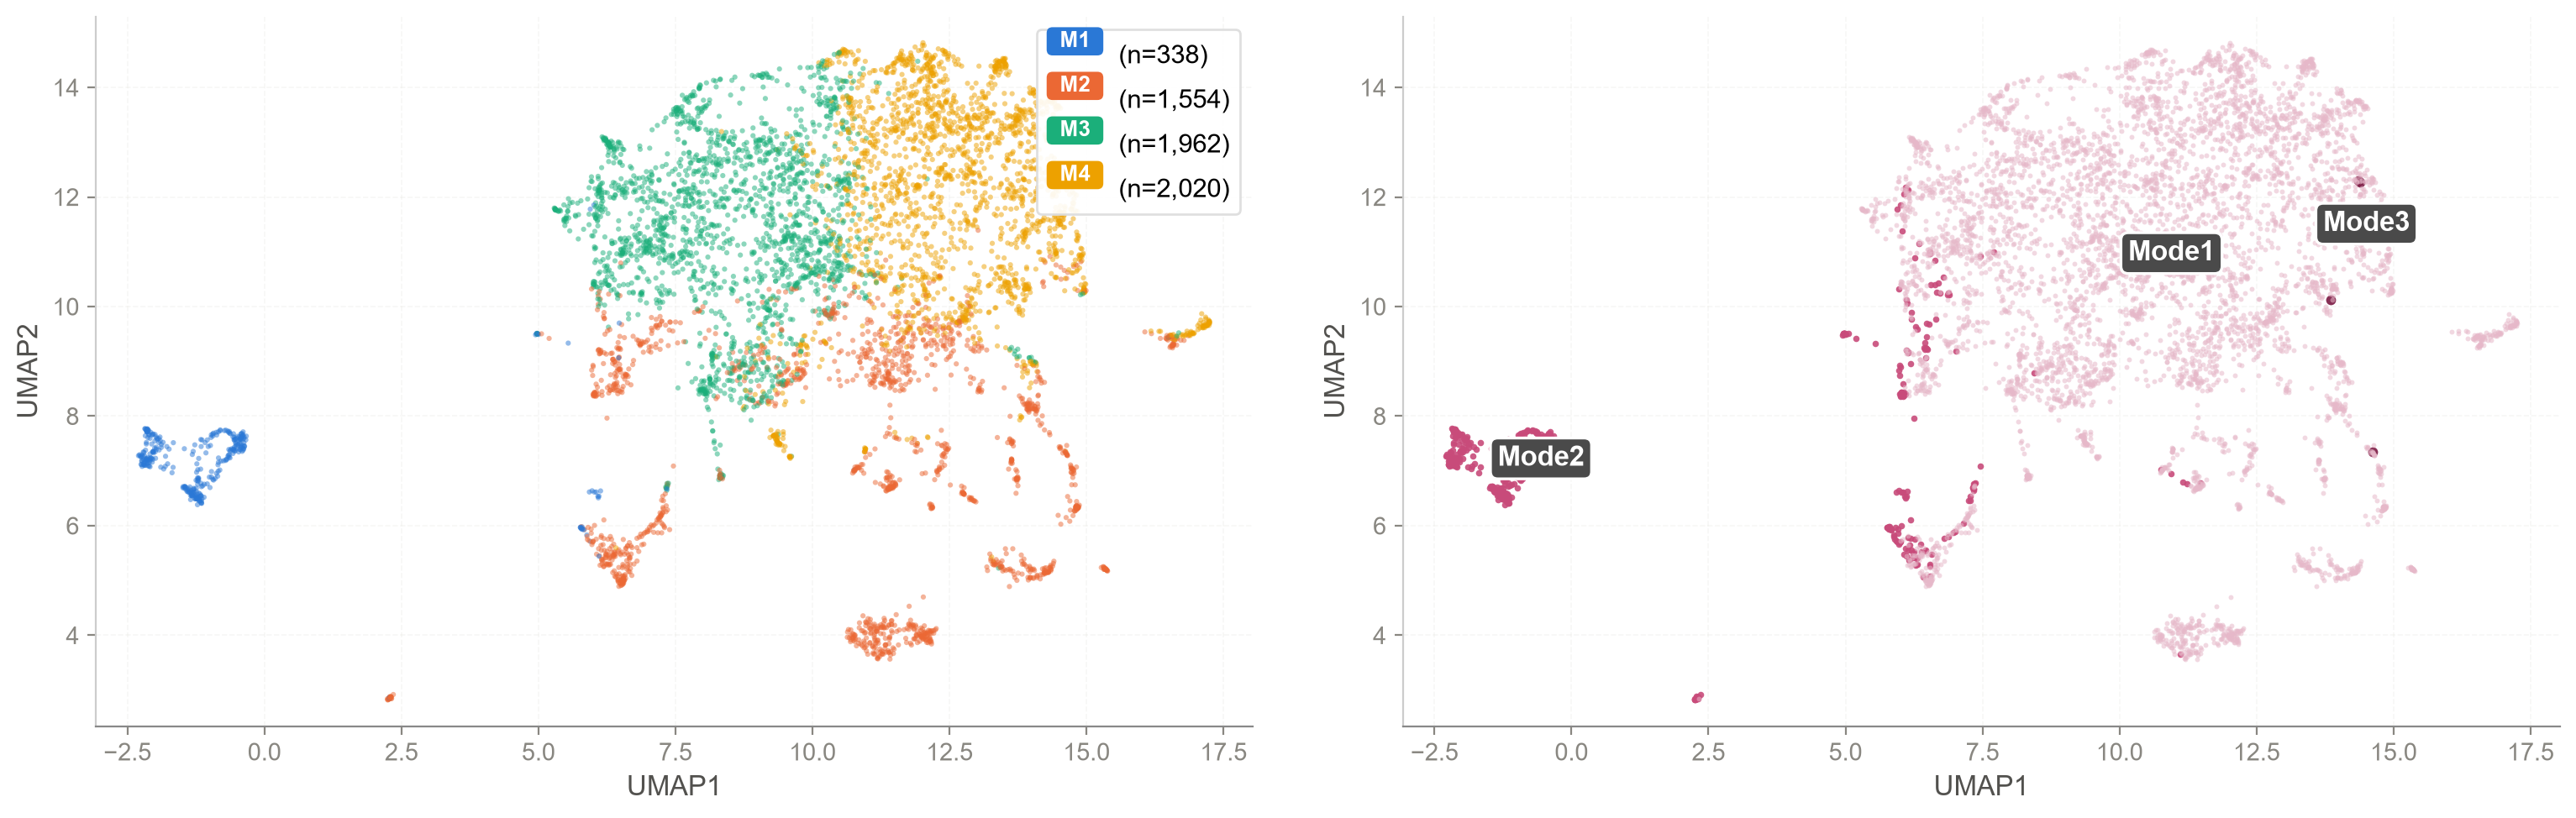 M1 (n=338)
M2 (n=1,554)
M3 (n=1,962)
M4 (n=2,020)
14
12
10
8
6
4
UMAP2
−2.5 0.0 2.5 5.0 7.5 10.0 12.5 15.0 17.5
UMAP1
Mode3
Mode1
Mode2
14
12
10
8
6
4
UMAP2
−2.5 0.0 2.5 5.0 7.5 10.0 12.5 15.0 17.5
UMAP1